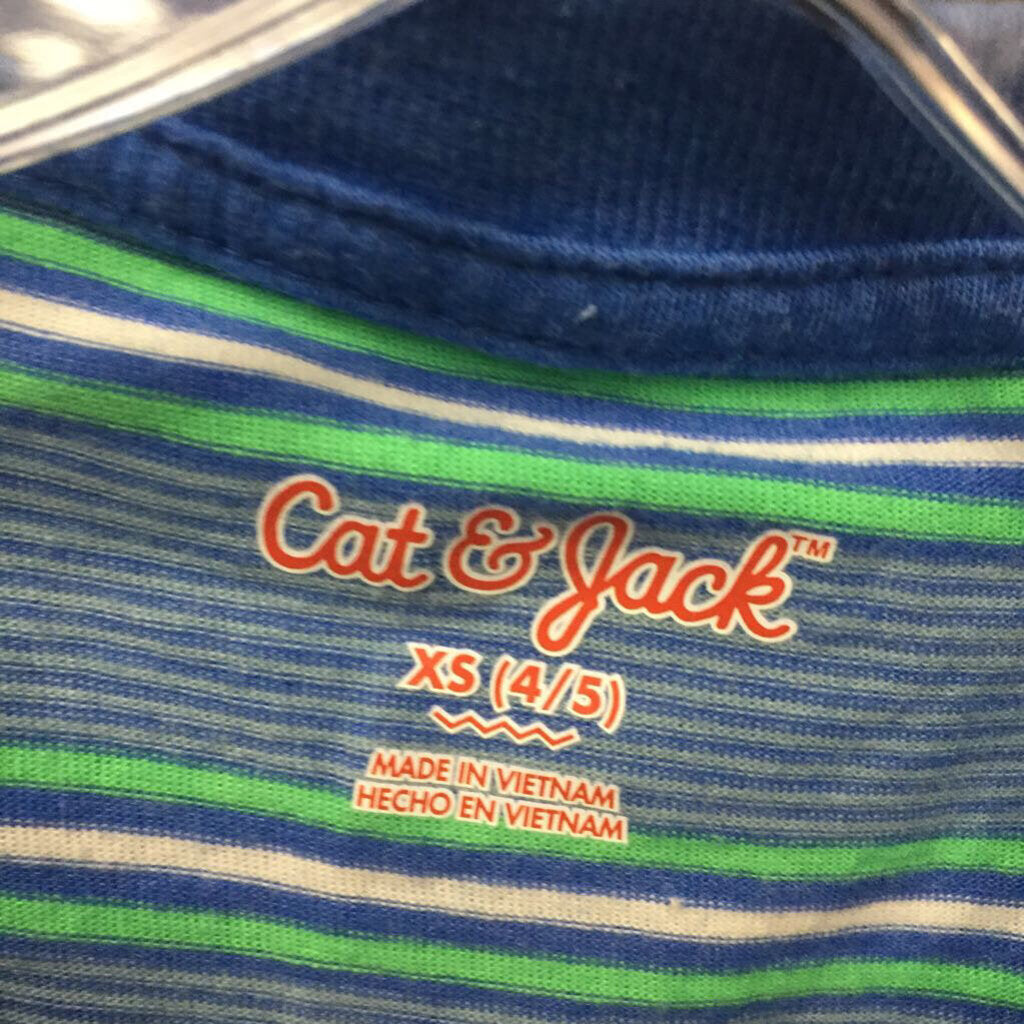 Cat & Jack™
XS (4/5)
MADE IN VIETNAM
HECHO EN VIETNAM